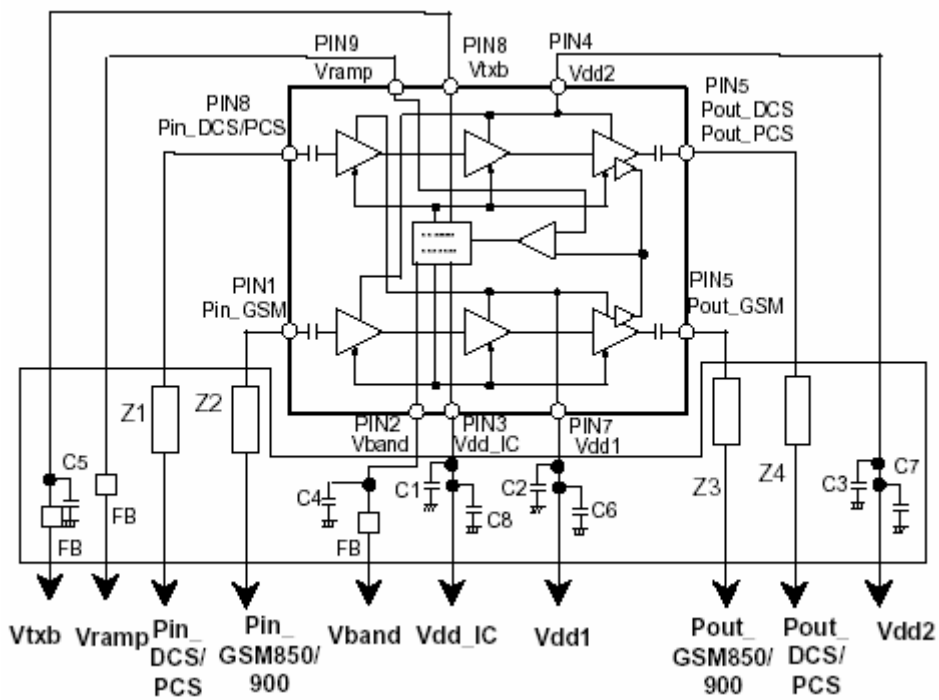 PIN9
Vramp
PIN8
Vtxb
PIN4
Vdd2
PIN8
Pin_DCS/PCS
PIN5
Pout_DCS
Pout_PCS
PIN1
Pin_GSM
PIN5
Pout_GSM
PIN2
Vband
PIN3
Vdd_IC
PIN7
Vdd1
Z1
Z2
Z3
Z4
C5
FB
FB
C4
FB
C1
C8
C2
C6
C3
C7
Vtxb
Vramp
Pin_
DCS/
PCS
Pin_
GSM850/
900
Vband
Vdd_IC
Vdd1
Pout_
GSM850/
900
Pout_
DCS/
PCS
Vdd2